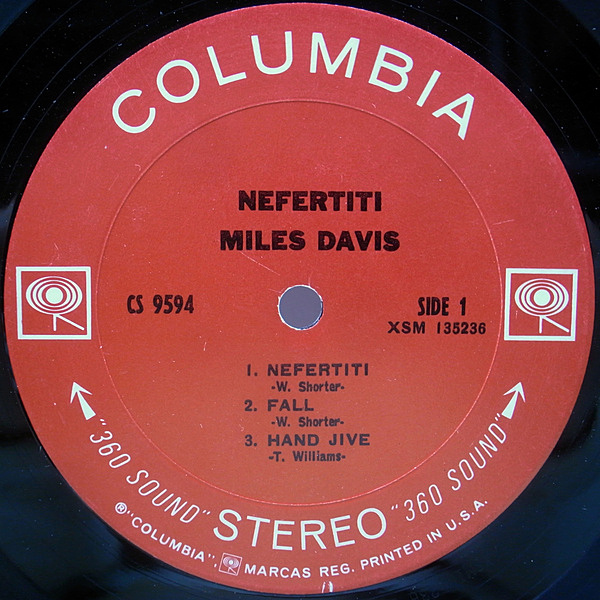 COLUMBIA
NEFERTITI
MILES DAVIS
CS 9594
SIDE 1
XSM 135236
1. NEFERTITI
-W. Shorter-
2. FALL
-W. Shorter-
3. HAND JIVE
-T. Williams-
"360 SOUND" STEREO "360 SOUND"
®"COLUMBIA", MARCAS REG. PRINTED IN U.S.A.